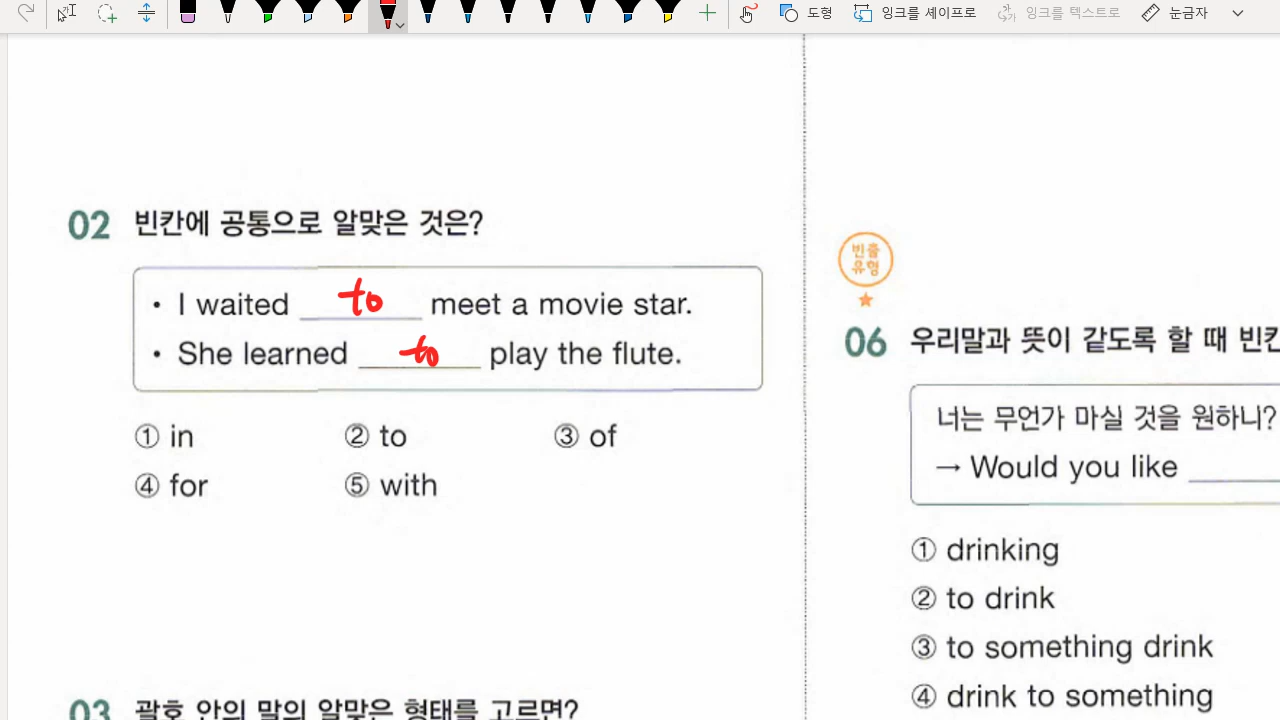 도형
잉크를 셰이프로
잉크를 텍스트로
눈금자
02 빈칸에 공통으로 알맞은 것은?
• I waited to meet a movie star.
• She learned to play the flute.
① in ② to ③ of
④ for ⑤ with
03 괄호 안의 말의 알맞은 형태를 고르면?
빈출
유형
06 우리말과 뜻이 같도록 할 때 빈칸
너는 무언가 마실 것을 원하니?
→ Would you like
① drinking
② to drink
③ to something drink
④ drink to something